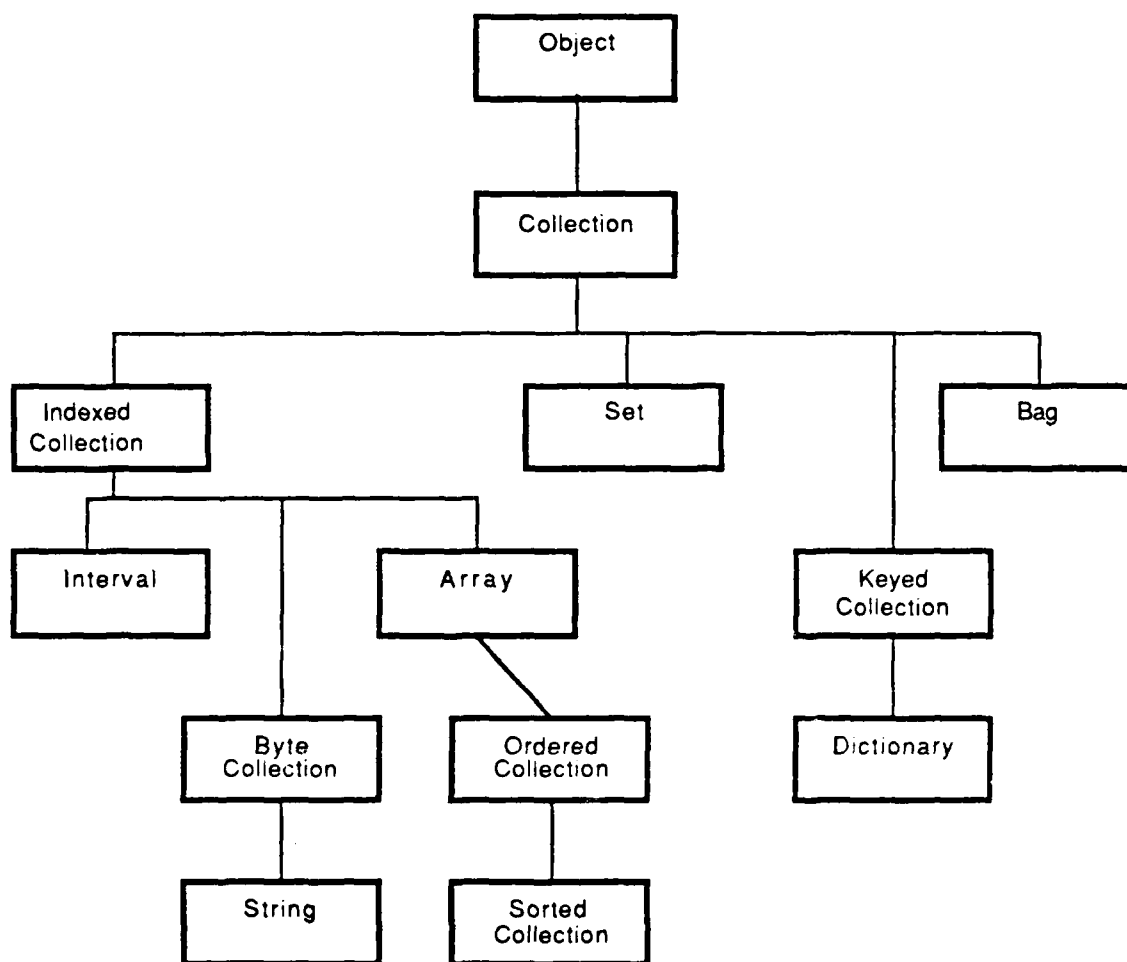 Object
Collection
Indexed
Collection
Set
Bag
Interval
Array
Keyed
Collection
Byte
Collection
Ordered
Collection
Dictionary
String
Sorted
Collection